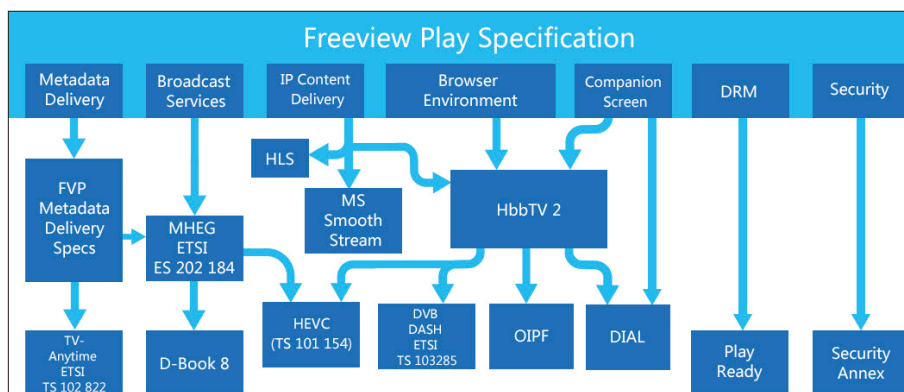 Freeview Play Specification
Metadata
Delivery
Broadcast
Services
IP Content
Delivery
Browser
Environment
Companion
Screen
DRM
Security
HLS
FVP
Metadata
Delivery
Specs
MHEG
ETSI
ES 202 184
MS
Smooth
Stream
HbbTV 2
TV-
Anytime
ETSI
TS 102 822
D-Book 8
HEVC
(TS 101 154)
DVB
DASH
ETSI
TS 103285
OIPF
DIAL
Play
Ready
Security
Annex